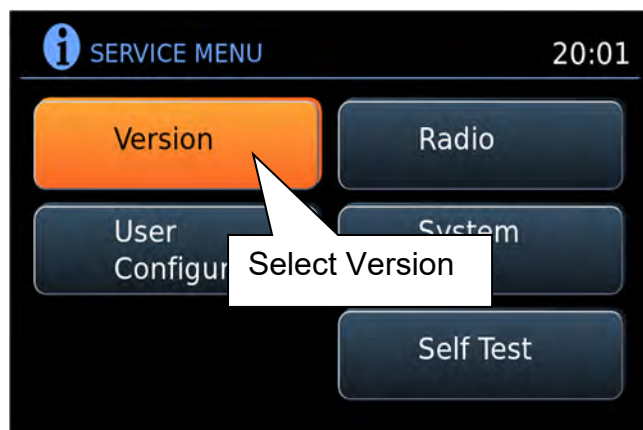 SERVICE MENU 20:01
Version Radio
User System
Configur
Select Version
Self Test